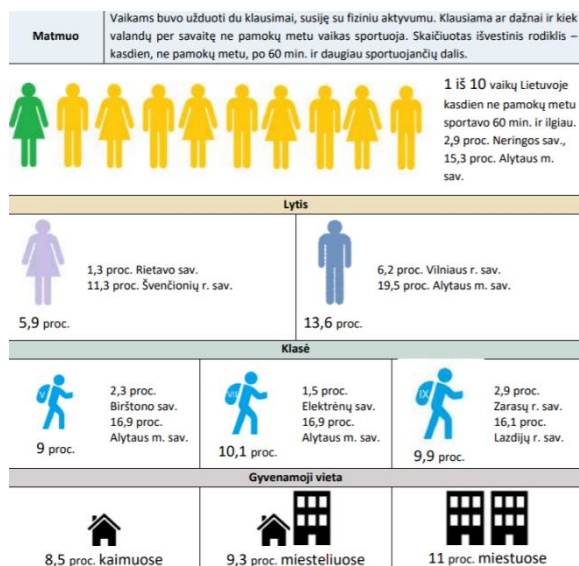 Matmuo
Vaikams buvo užduoti du klausimai, susiję su fiziniu aktyvumu. Klausiama ar dažnai ir kiek
valandų per savaitę ne pamokų metu vaikas sportuoja. Skaičiuotas išvestinis rodiklis –
kasdien, ne pamokų metu, po 60 min. ir daugiau sportuojančių dalis.
1 iš 10 vaikų Lietuvoje
kasdien ne pamokų metu
sportavo 60 min. ir ilgiau.
2,9 proc. Neringos sav.,
15,3 proc. Alytaus m.
sav.
Lytis
1,3 proc. Rietavo sav.
11,3 proc. Švenčionių r. sav.
5,9 proc.
6,2 proc. Vilniaus r. sav.
19,5 proc. Alytaus m. sav.
13,6 proc.
Klasė
V
2,3 proc.
Birštono sav.
16,9 proc.
Alytaus m. sav.
9 proc.
VII
1,5 proc.
Elektrėnų sav.
16,9 proc.
Alytaus m. sav.
10,1 proc.
IX
2,9 proc.
Zarasų r. sav.
16,1 proc.
Lazdijų r. sav.
9,9 proc.
Gyvenamoji vieta
8,5 proc. kaimuose
9,3 proc. miesteliuose
11 proc. miestuose